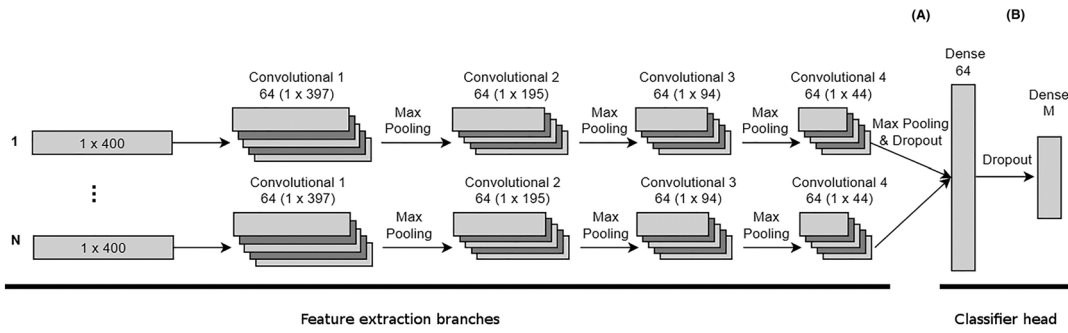 (A)
(B)
Dense
64
Dense
M
Convolutional 1
64 (1 x 397)
Convolutional 2
64 (1 x 195)
Convolutional 3
64 (1 x 94)
Convolutional 4
64 (1 x 44)
1
1 x 400
Max
Pooling
Max
Pooling
Max
Pooling
Max Pooling
& Dropout
Dropout
...
Convolutional 1
64 (1 x 397)
Convolutional 2
64 (1 x 195)
Convolutional 3
64 (1 x 94)
Convolutional 4
64 (1 x 44)
N
1 x 400
Max
Pooling
Max
Pooling
Max
Pooling
Feature extraction branches
Classifier head